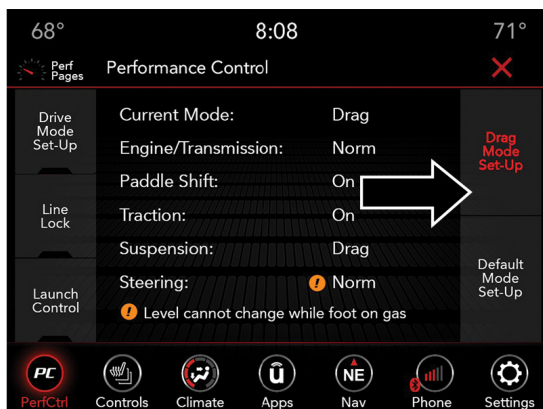 68°
8:08
71°
Perf
Pages
Performance Control
Drive
Mode
Set-Up
Line
Lock
Launch
Control
Current Mode: Drag
Engine/Transmission: Norm
Paddle Shift: On
Traction: On
Suspension: Drag
Steering: ! Norm
! Level cannot change while foot on gas
Drag
Mode
Set-Up
Default
Mode
Set-Up
PC
PerfCtrl
Controls
Climate
û
Apps
NE
Nav
Phone
Settings